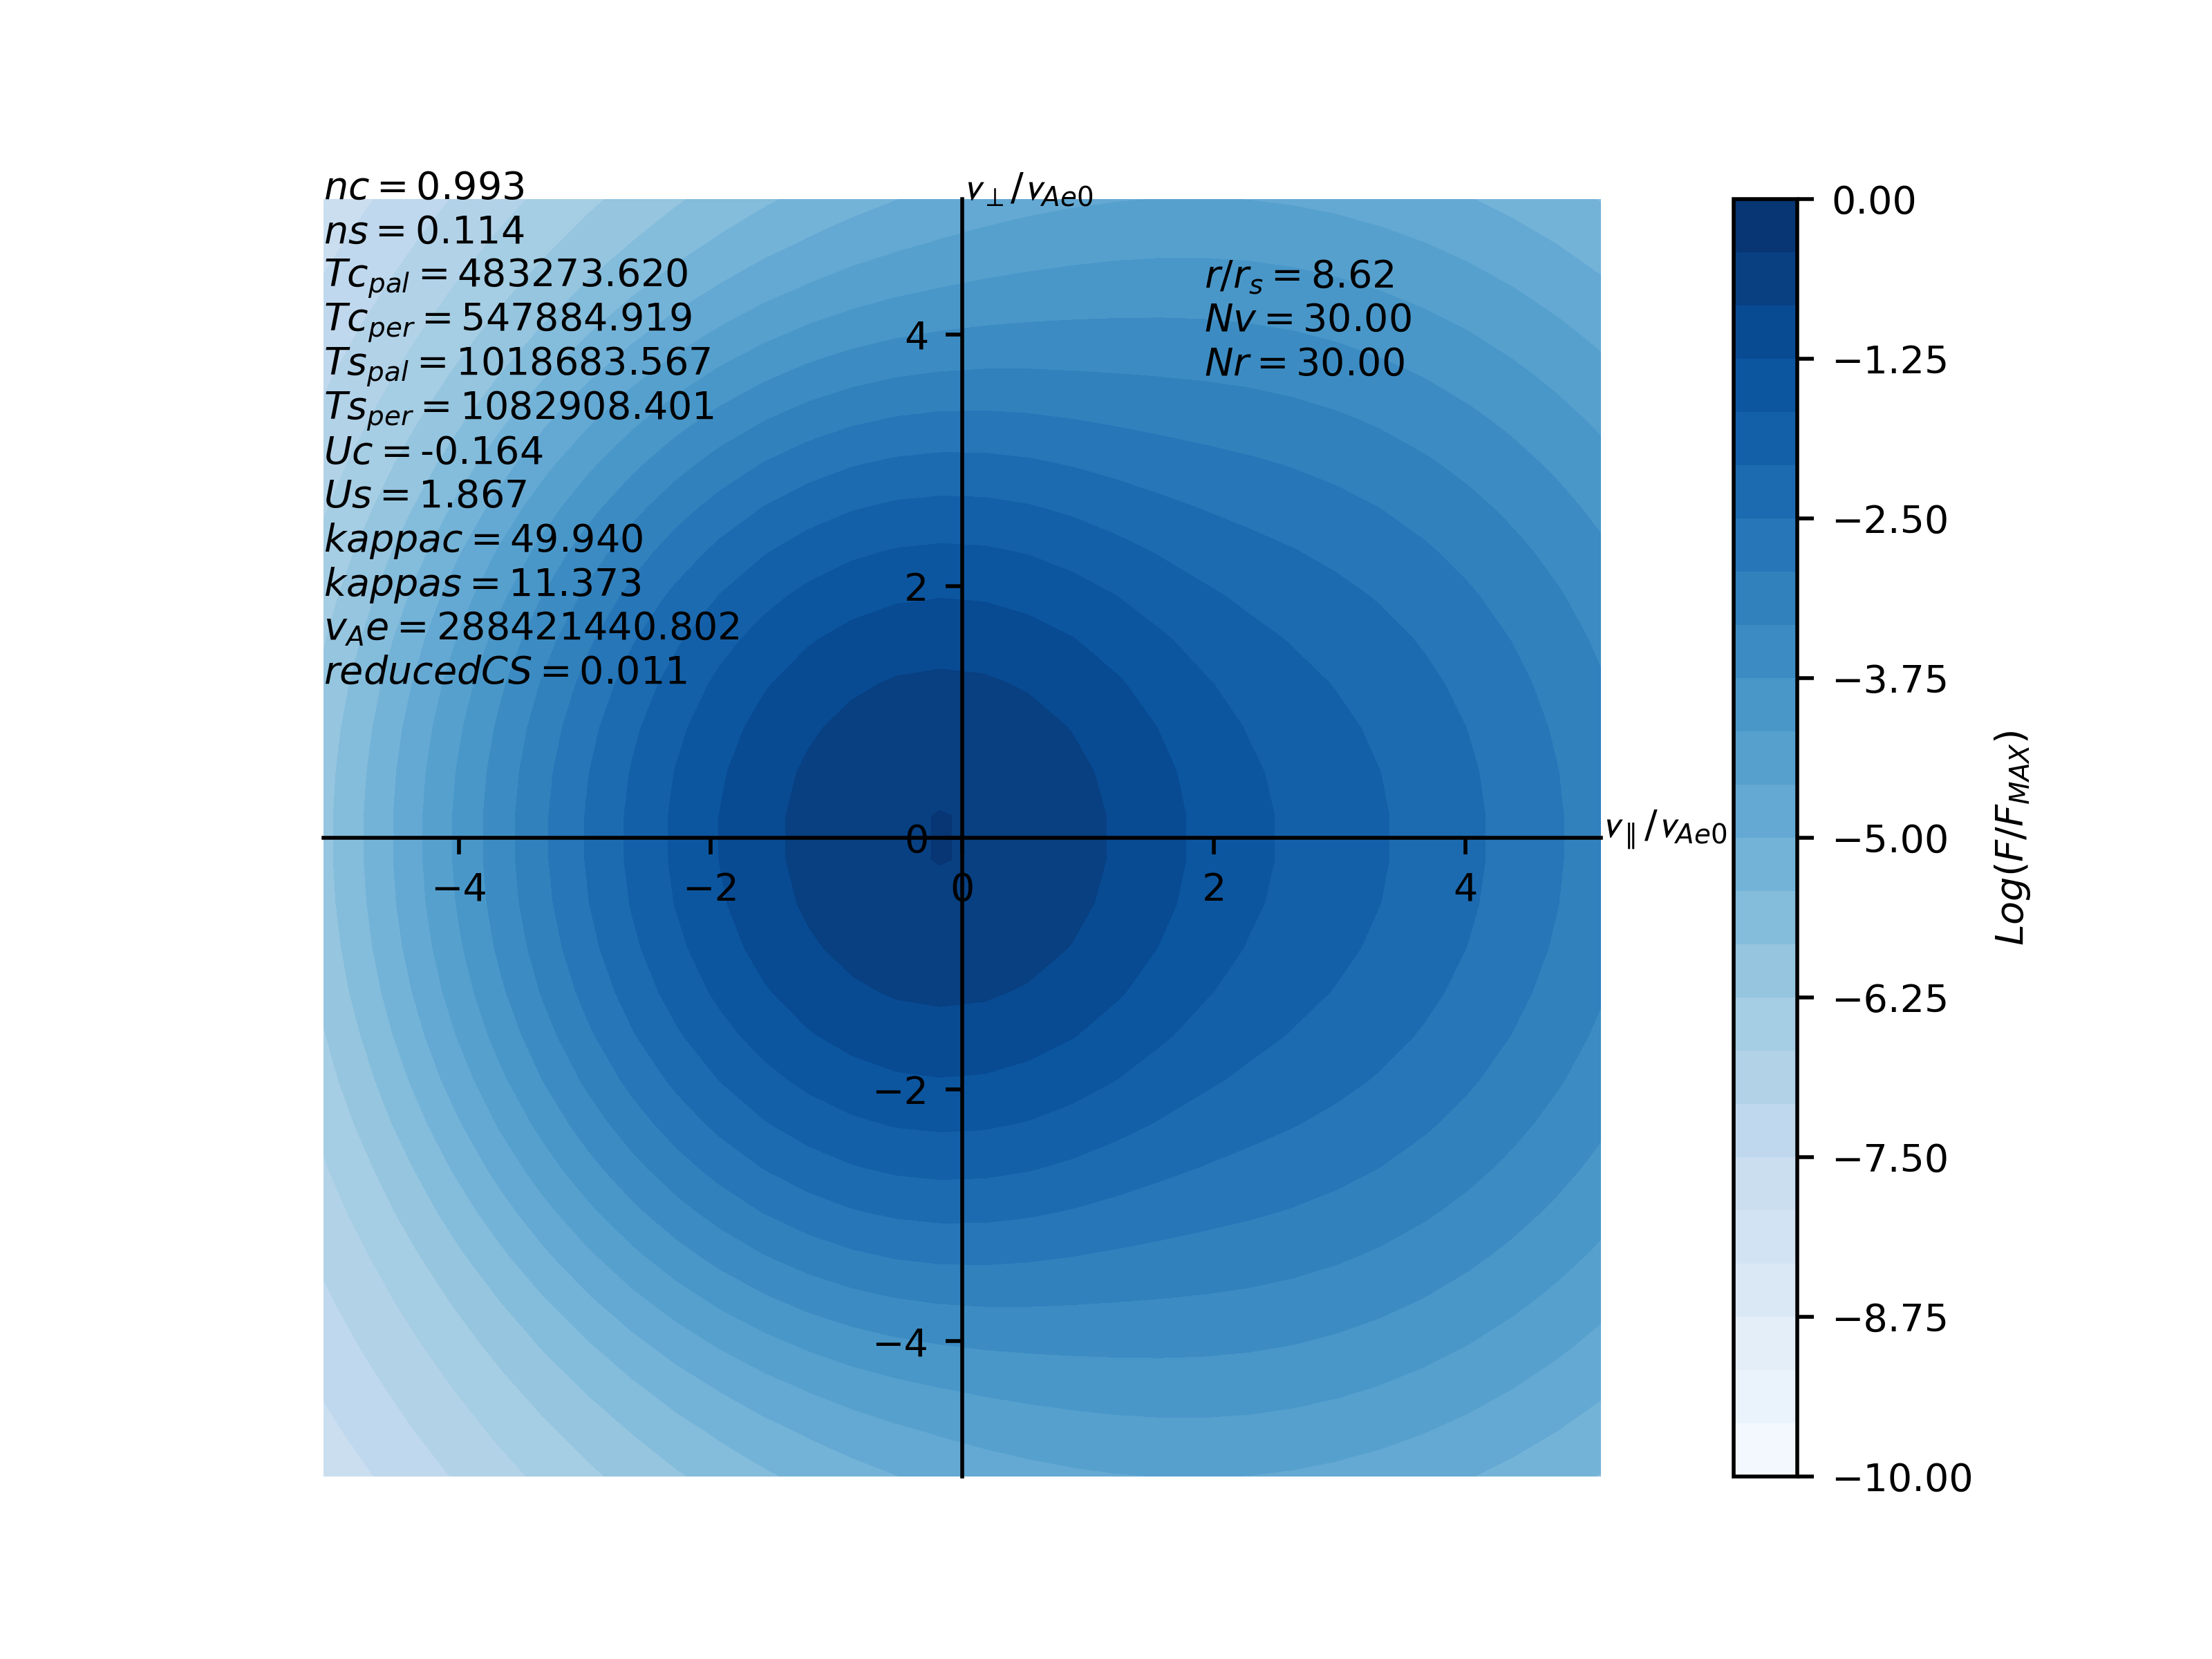 nc = 0.993
ns = 0.114
Tc_pal = 483273.620
Tc_per = 547884.919
Ts_pal = 1018683.567
Ts_per = 1082908.401
Uc = -0.164
Us = 1.867
kappac = 49.940
kappas = 11.373
v_A e = 288421440.802
reducedCS = 0.011
v_⊥/v_Ae0
r/r_s = 8.62
Nv = 30.00
Nr = 30.00
4
2
0
−2
−4
−4 −2 0 2 4
v_∥/v_Ae0
0.00
−1.25
−2.50
−3.75
−5.00
−6.25
−7.50
−8.75
−10.00
Log(F/F_MAX)